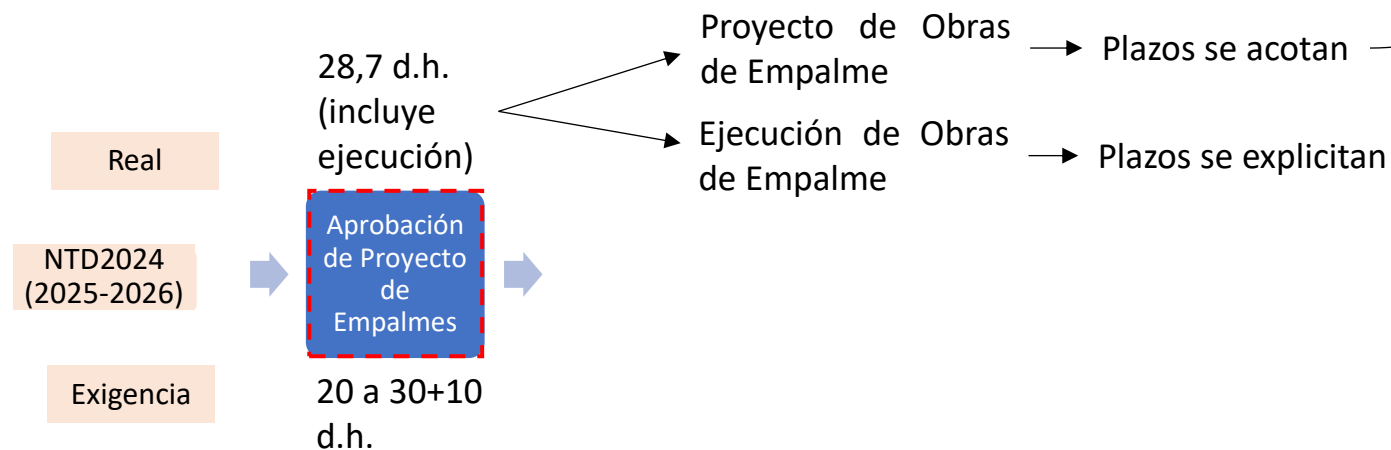 Proyecto de Obras
de Empalme
Plazos se acotan
28,7 d.h.
(incluye
ejecución)
Ejecución de Obras
de Empalme
Plazos se explicitan
Real
Aprobación
de Proyecto
de
Empalmes
NTD2024
(2025-2026)
Exigencia
20 a 30+10
d.h.